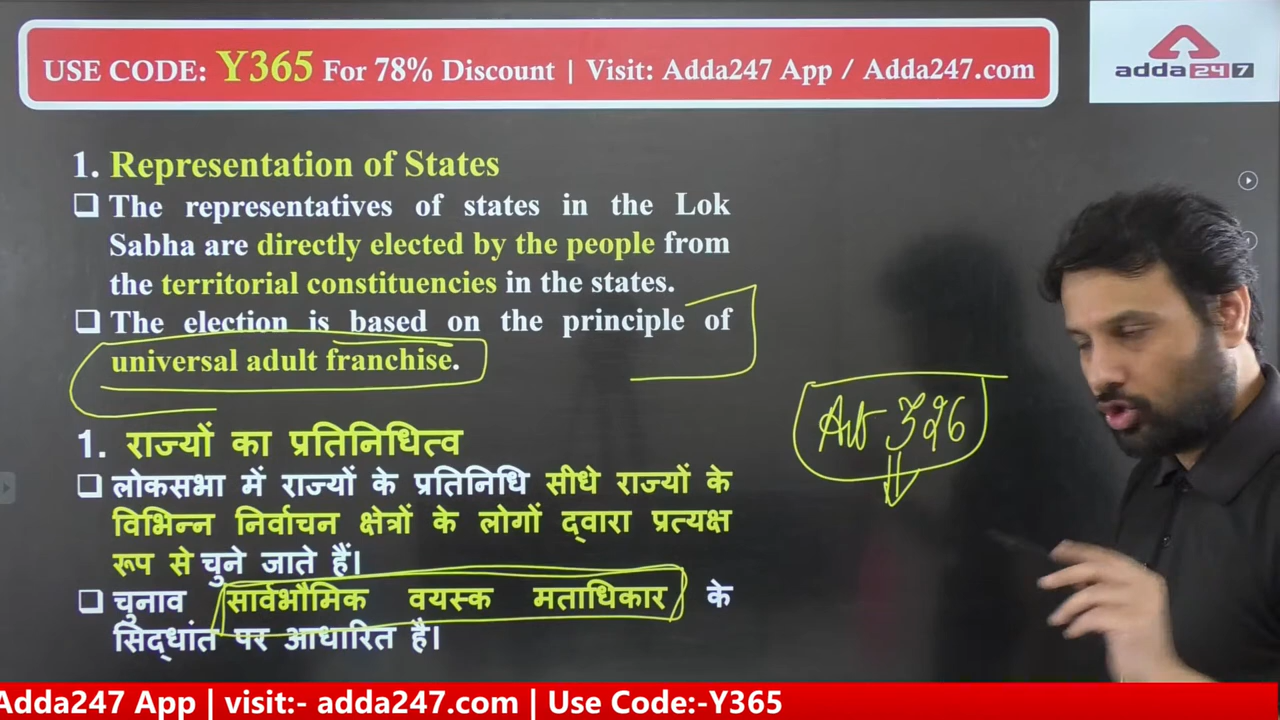 USE CODE: Y365 For 78% Discount | Visit: Adda247 App / Adda247.com
adda247
1. Representation of States
❑ The representatives of states in the Lok
Sabha are directly elected by the people from
the territorial constituencies in the states.
❑ The election is based on the principle of
universal adult franchise.
Art 326
1. राज्यों का प्रतिनिधित्व
❑ लोकसभा में राज्यों के प्रतिनिधि सीधे राज्यों के
विभिन्न निर्वाचन क्षेत्रों के लोगों द्वारा प्रत्यक्ष
रूप से चुने जाते हैं।
❑ चुनाव सार्वभौमिक वयस्क मताधिकार के
सिद्धांत पर आधारित है।
Adda247 App | visit:- adda247.com | Use Code:-Y365